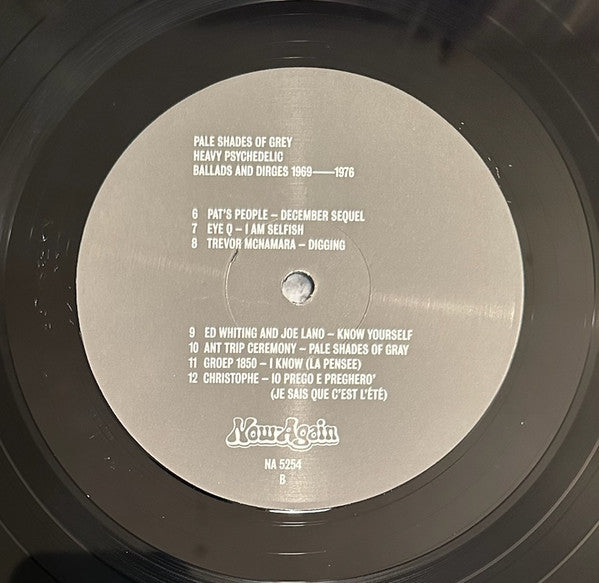 PALE SHADES OF GREY
HEAVY PSYCHEDELIC
BALLADS AND DIRGES 1969——1976
6 PAT'S PEOPLE – DECEMBER SEQUEL
7 EYE Q – I AM SELFISH
8 TREVOR MCNAMARA – DIGGING
9 ED WHITING AND JOE LANO – KNOW YOURSELF
10 ANT TRIP CEREMONY – PALE SHADES OF GRAY
11 GROEP 1850 – I KNOW (LA PENSEE)
12 CHRISTOPHE – IO PREGO E PREGHERO'
(JE SAIS QUE C'EST L'ÉTÉ)
Now-Again
NA 5254
B